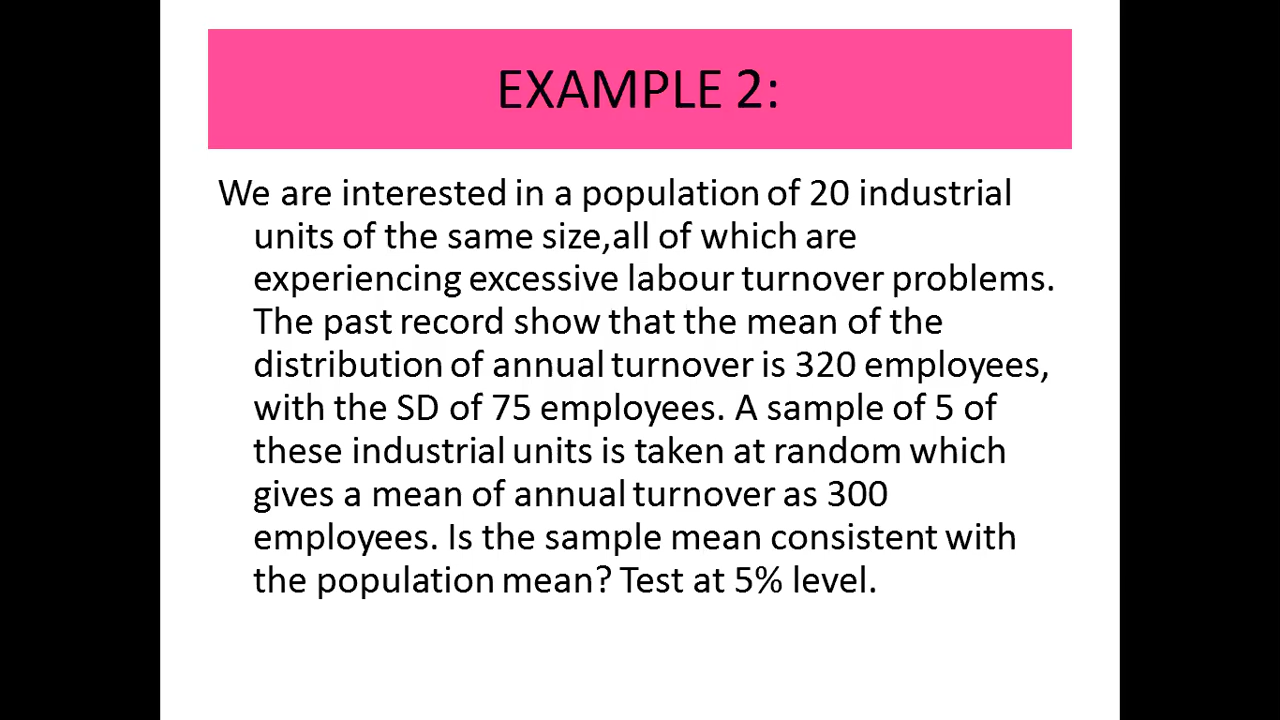 EXAMPLE 2:
We are interested in a population of 20 industrial
units of the same size,all of which are
experiencing excessive labour turnover problems.
The past record show that the mean of the
distribution of annual turnover is 320 employees,
with the SD of 75 employees. A sample of 5 of
these industrial units is taken at random which
gives a mean of annual turnover as 300
employees. Is the sample mean consistent with
the population mean? Test at 5% level.